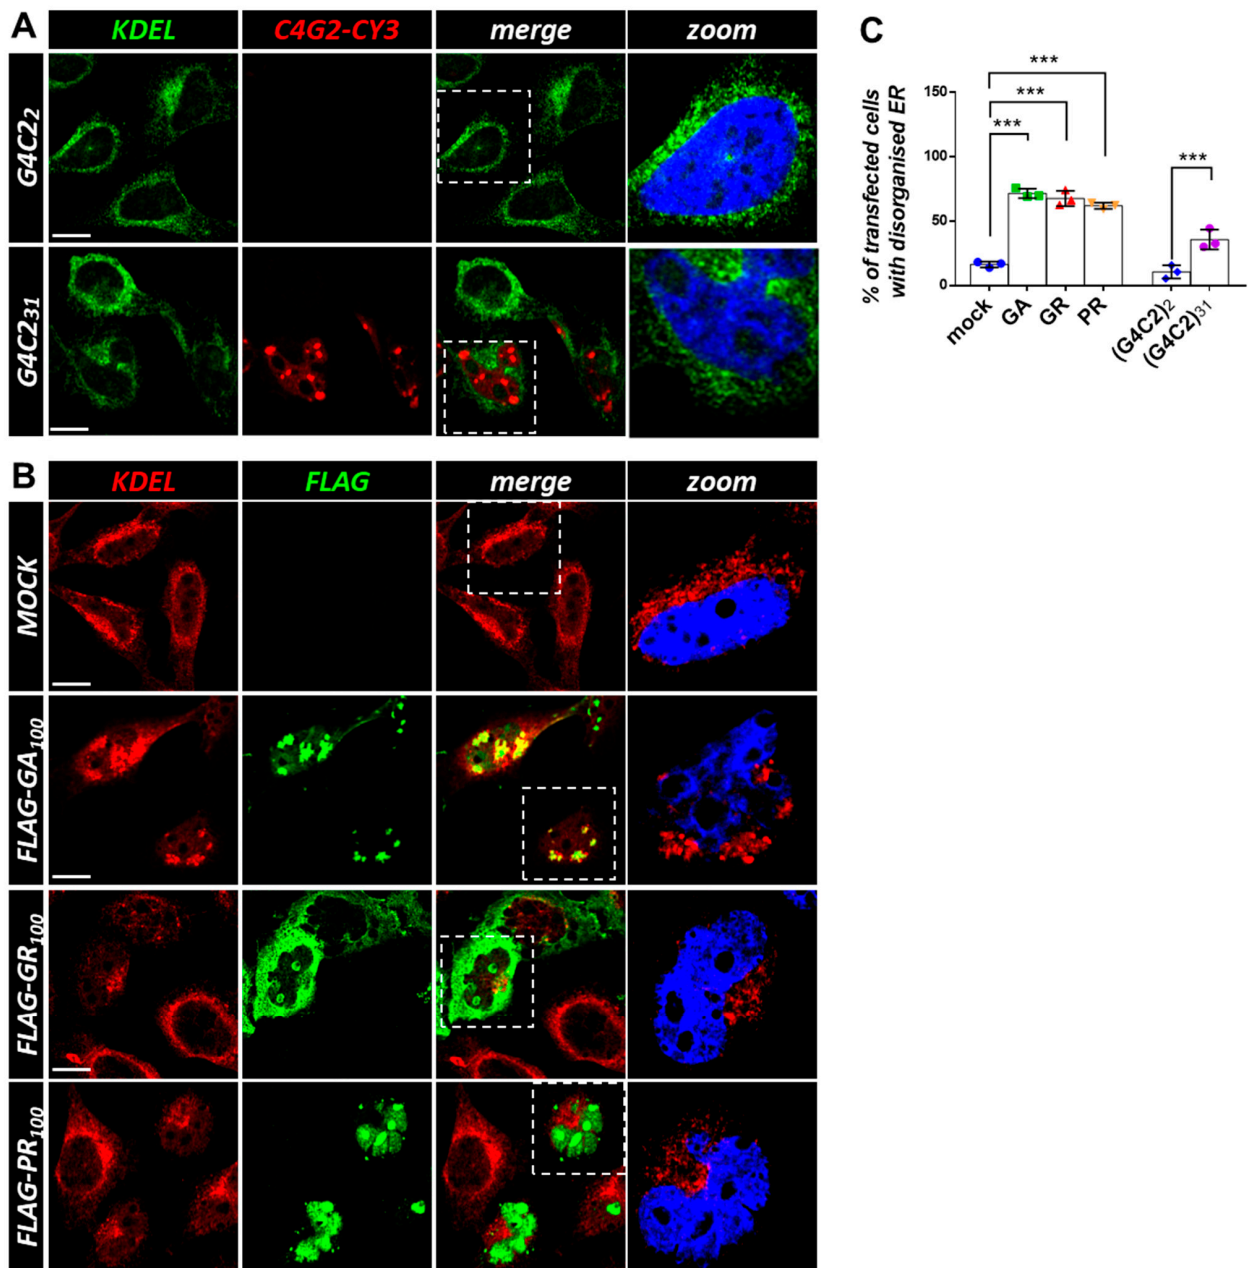 A
KDEL C4G2-CY3 merge zoom
G4C2₂
G4C2₃₁
B
KDEL FLAG merge zoom
MOCK
FLAG-GA₁₀₀
FLAG-GR₁₀₀
FLAG-PR₁₀₀
C
% of transfected cells
with disorganised ER
150
100
50
0
***
***
***
***
mock GA GR PR (G4C2)₂ (G4C2)₃₁